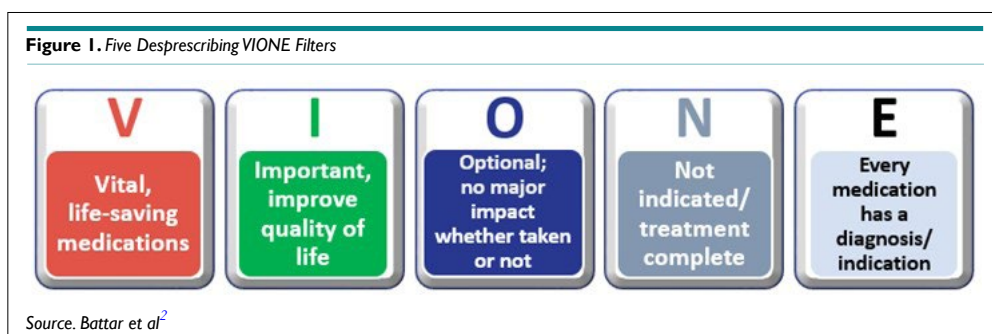 Figure 1. Five Desprescribing VIONE Filters
V
Vital,
life-saving
medications
I
Important,
improve
quality of
life
O
Optional;
no major
impact
whether taken
or not
N
Not
indicated/
treatment
complete
E
Every
medication
has a
diagnosis/
indication
Source. Battar et al2